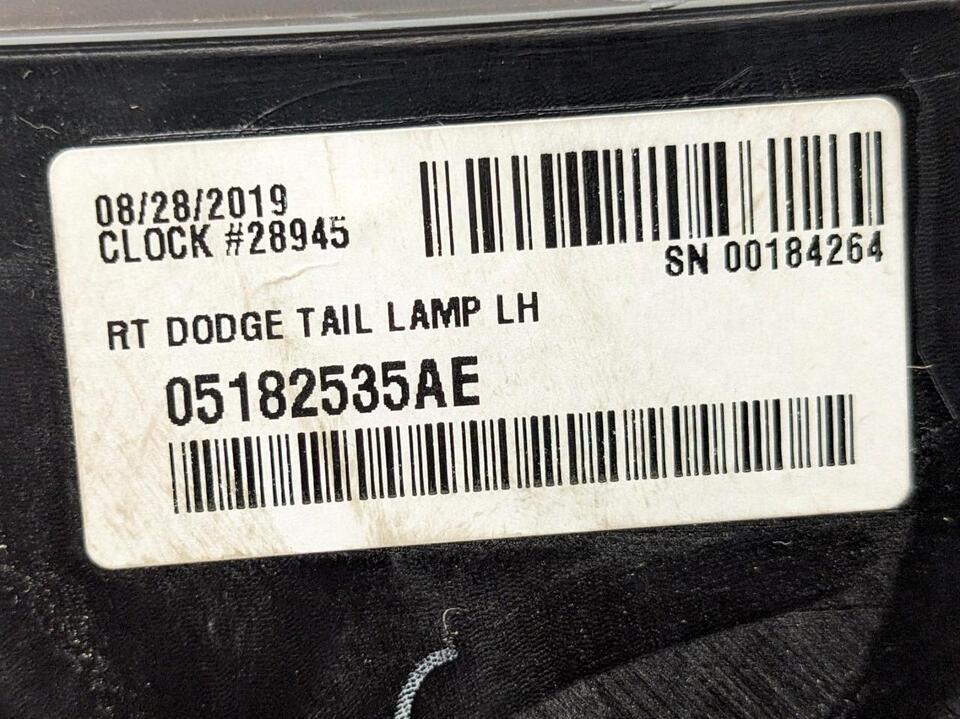 08/28/2019
CLOCK #28945
SN 00184264
RT DODGE TAIL LAMP LH
05182535AE